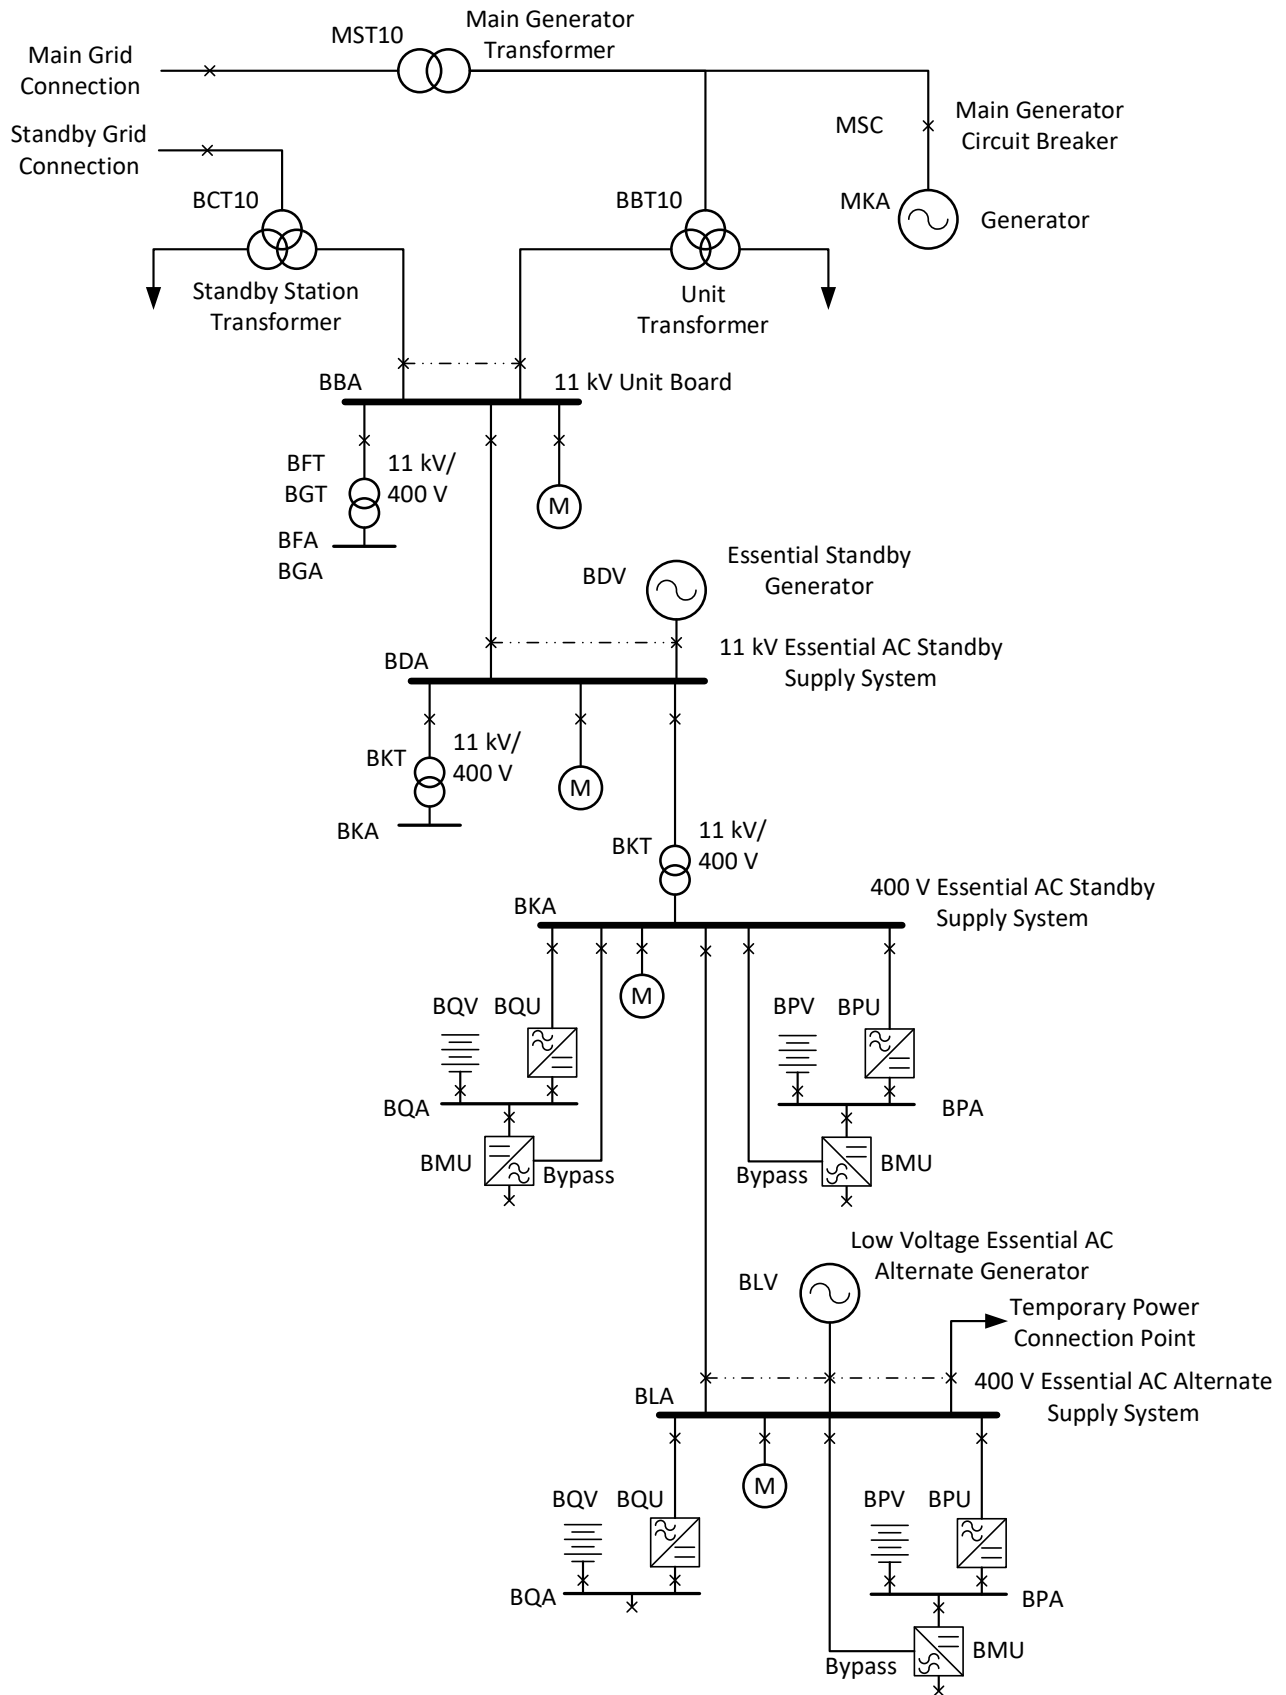 MST10
Main Generator
Transformer
Main Grid
Connection
Standby Grid
Connection
MSC
Main Generator
Circuit Breaker
BCT10
BBT10
MKA
Generator
Standby Station
Transformer
Unit
Transformer
BBA
11 kV Unit Board
BFT
BGT
11 kV/
400 V
M
BFA
BGA
BDV
Essential Standby
Generator
BDA
11 kV Essential AC Standby
Supply System
BKT
11 kV/
400 V
M
BKA
BKT
11 kV/
400 V
BKA
400 V Essential AC Standby
Supply System
M
BQV
BQU
BPV
BPU
BQA
BPA
BMU
Bypass
Bypass
BMU
BLV
Low Voltage Essential AC
Alternate Generator
Temporary Power
Connection Point
BLA
400 V Essential AC Alternate
Supply System
M
BQV
BQU
BPV
BPU
BQA
BPA
Bypass
BMU